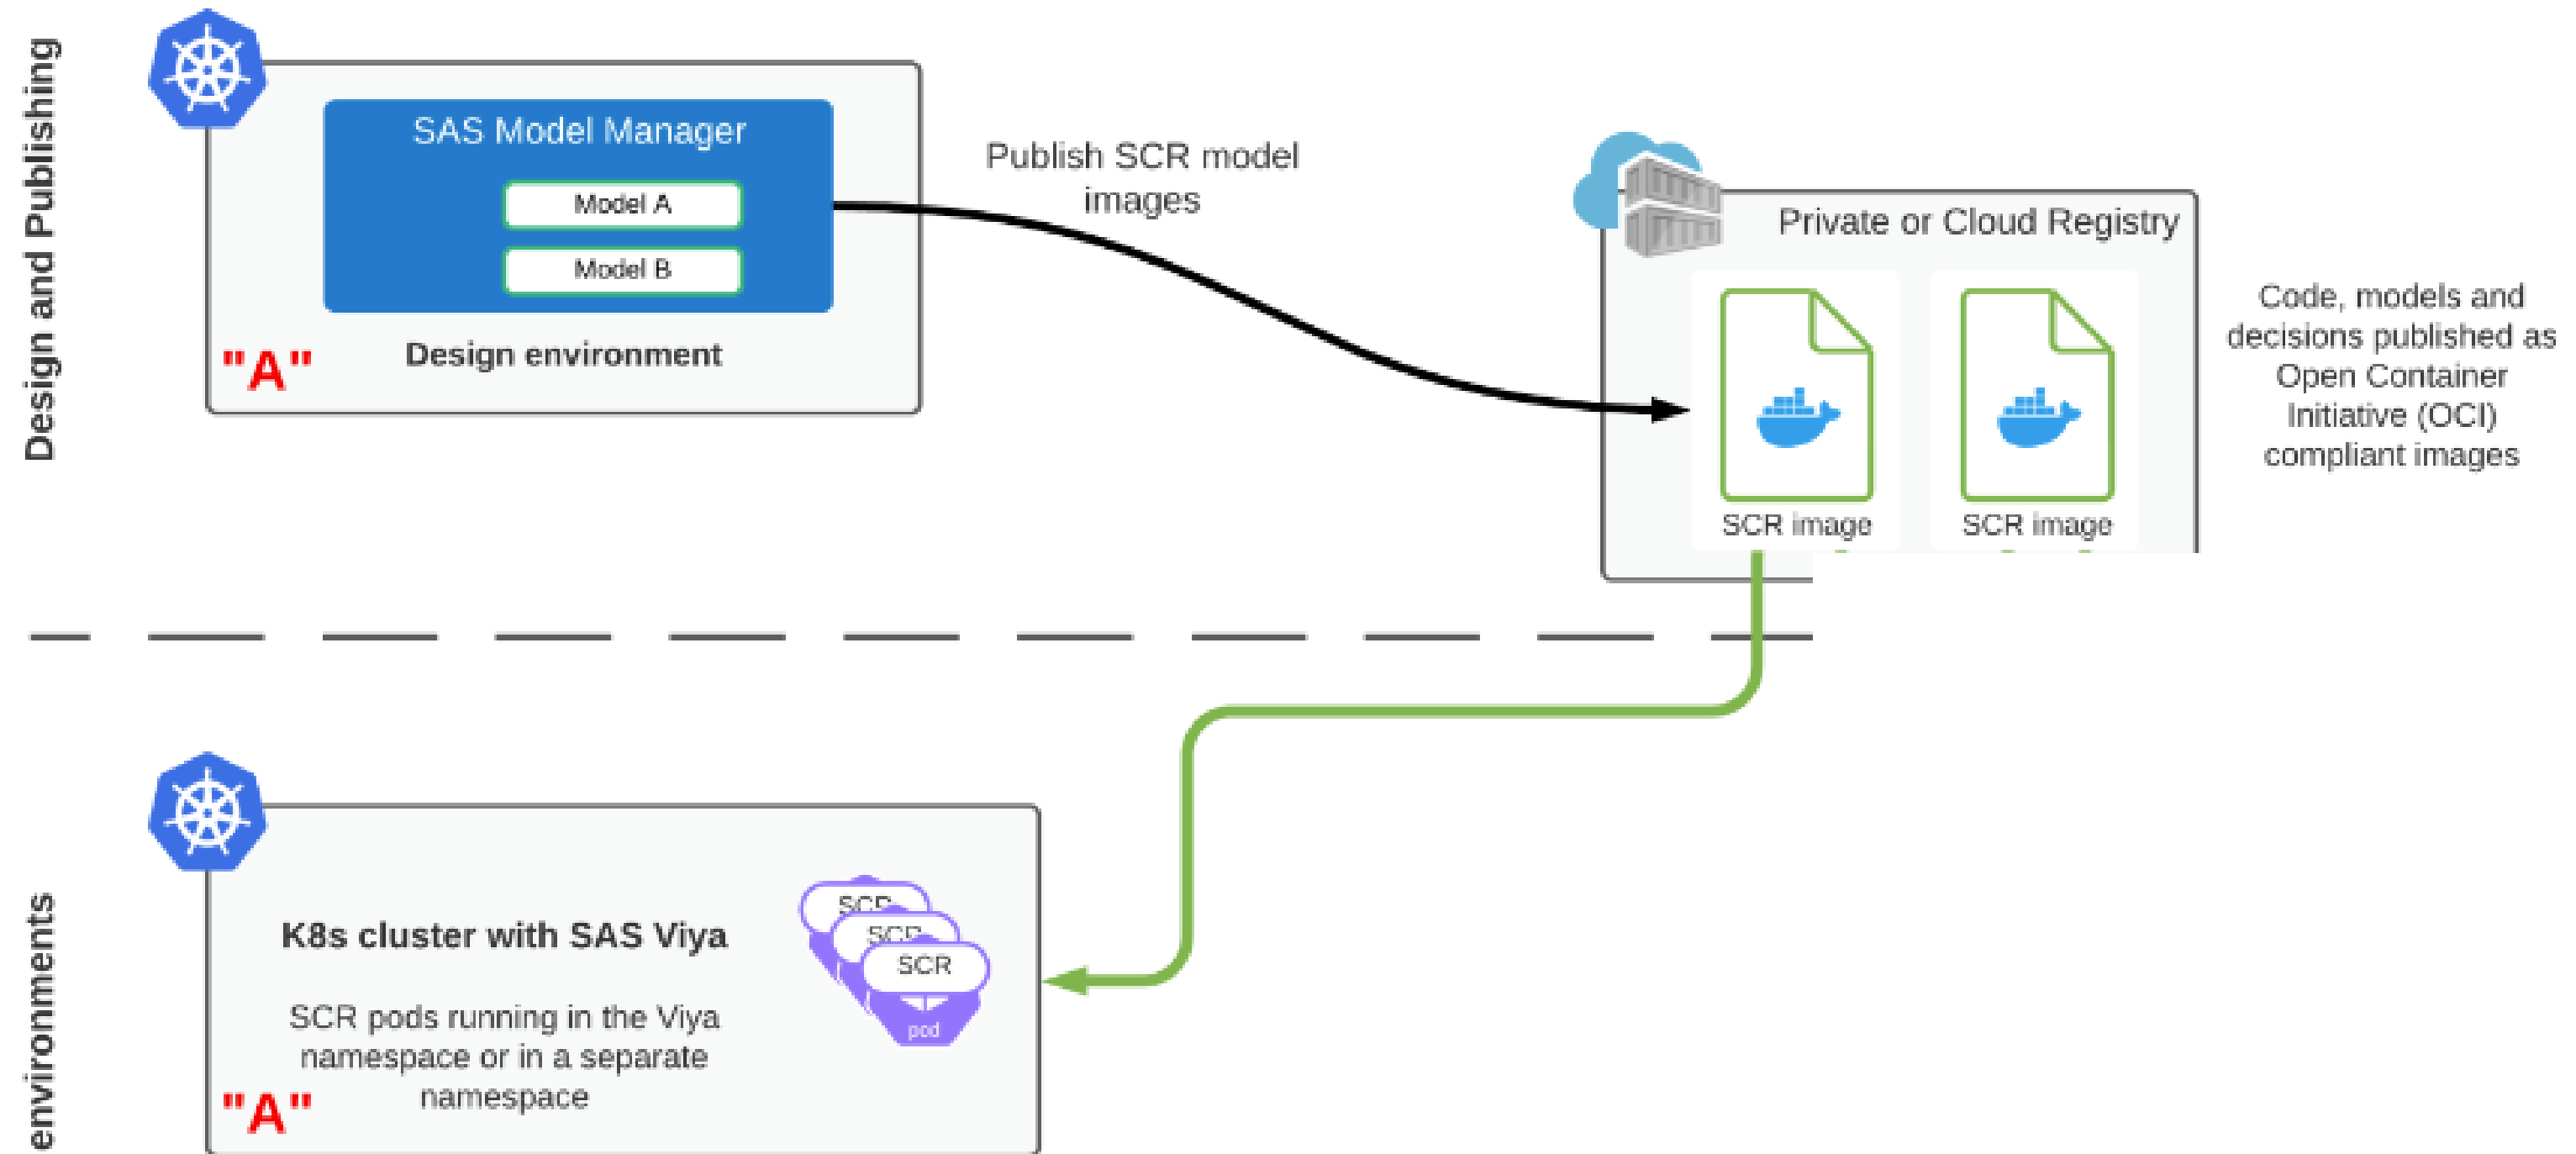 Design and Publishing
SAS Model Manager
Model A
Model B
Design environment
"A"
Publish SCR model
images
Private or Cloud Registry
SCR image
SCR image
Code, models and
decisions published as
Open Container
Initiative (OCI)
compliant images
environments
K8s cluster with SAS Viya
SCR pods running in the Viya
namespace or in a separate
namespace
"A"
SCR
SCR
SCR
pod